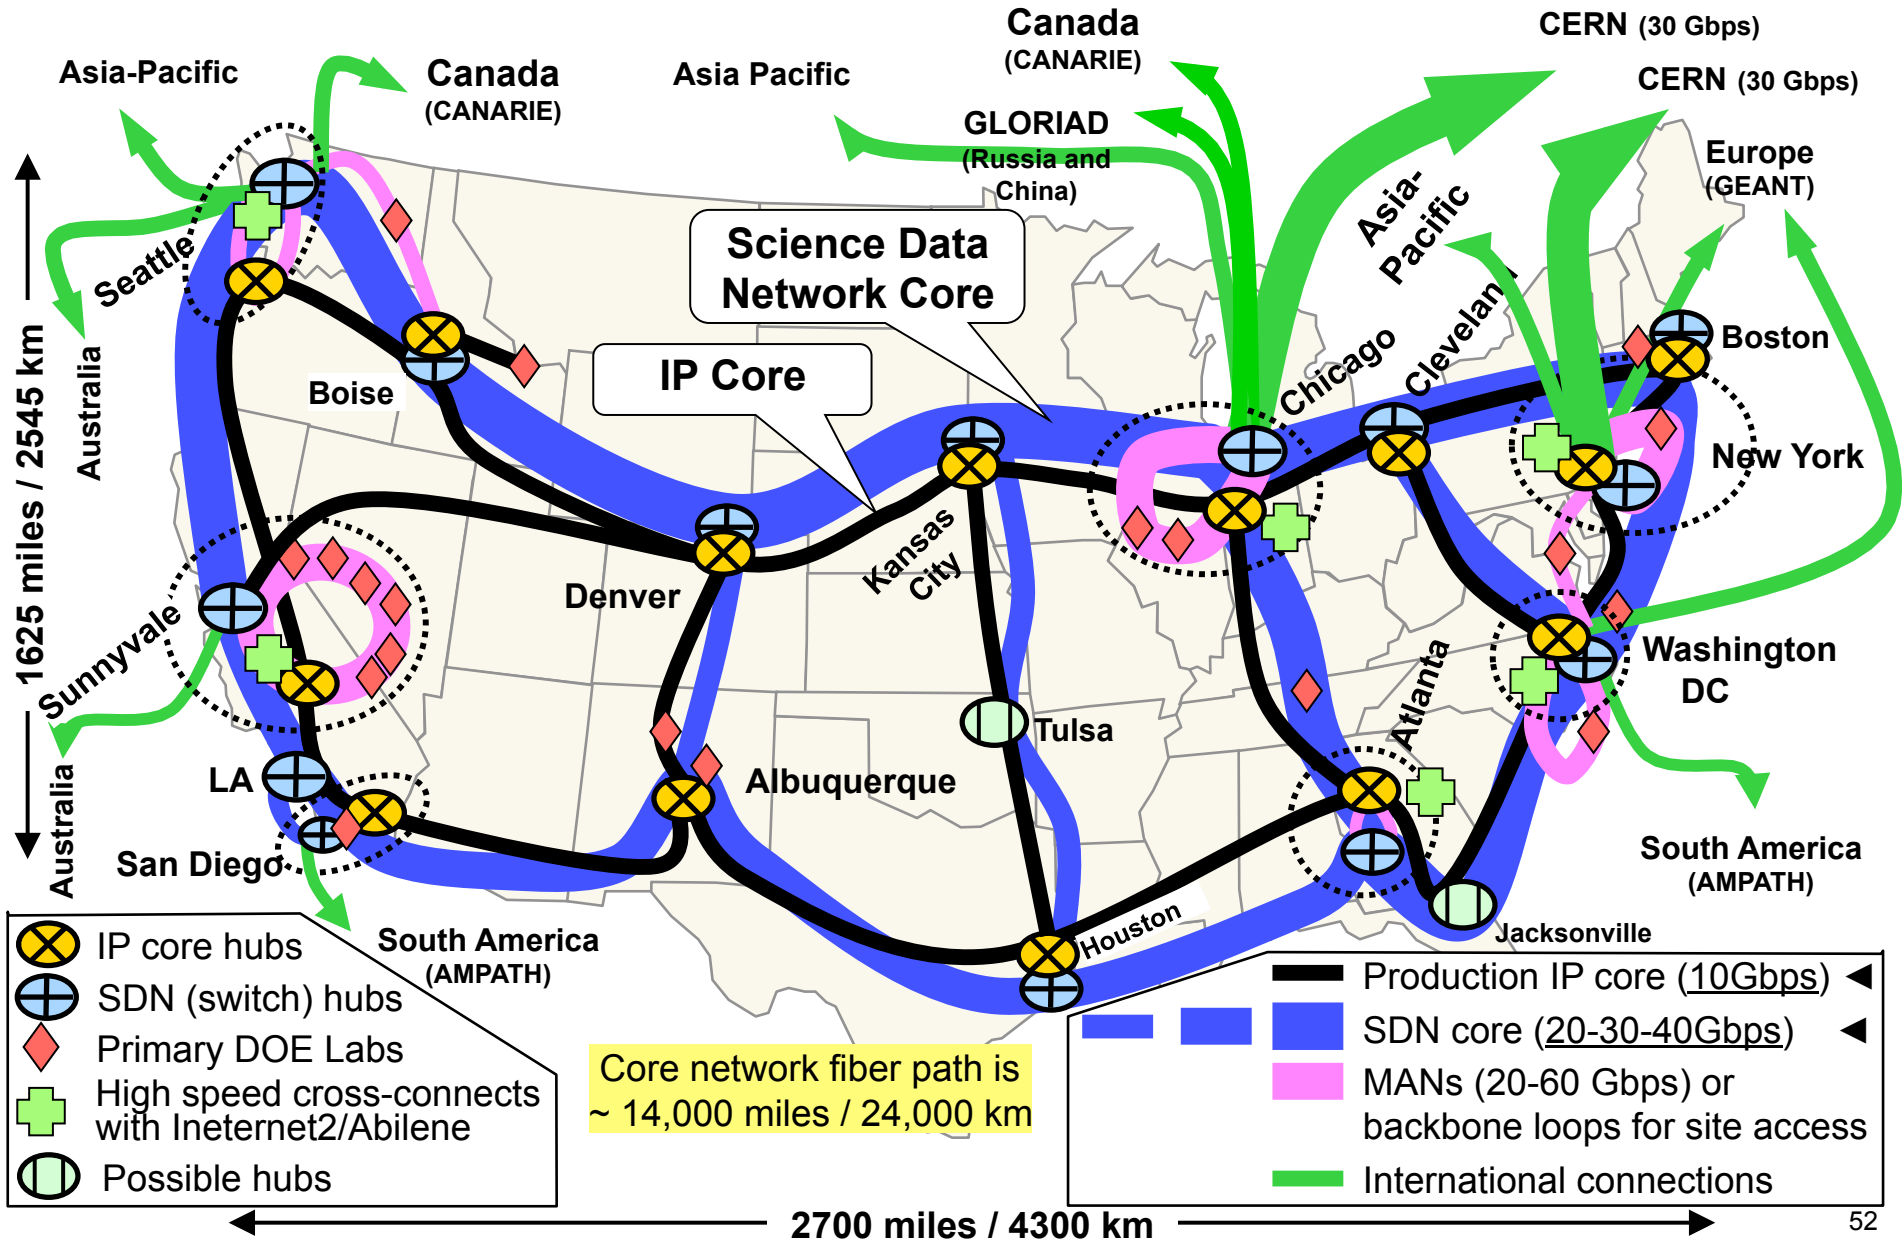 Canada
(CANARIE)
CERN (30 Gbps)
Asia-Pacific
Canada
(CANARIE)
Asia Pacific
CERN (30 Gbps)
GLORIAD
(Russia and
China)
Europe
(GEANT)
Asia-
Pacific
Science Data
Network Core
Seattle
Australia
1625 miles / 2545 km
Boise
IP Core
Chicago
Clevelan
Boston
New York
Kansas
City
Denver
Sunnyvale
Atlanta
Washington
DC
Tulsa
LA
Albuquerque
Australia
San Diego
South America
(AMPATH)
Houston
Jacksonville
South America
(AMPATH)
IP core hubs
SDN (switch) hubs
Primary DOE Labs
High speed cross-connects
with Ineternet2/Abilene
Possible hubs
Core network fiber path is
~ 14,000 miles / 24,000 km
Production IP core (10Gbps)
SDN core (20-30-40Gbps)
MANs (20-60 Gbps) or
backbone loops for site access
International connections
2700 miles / 4300 km
52